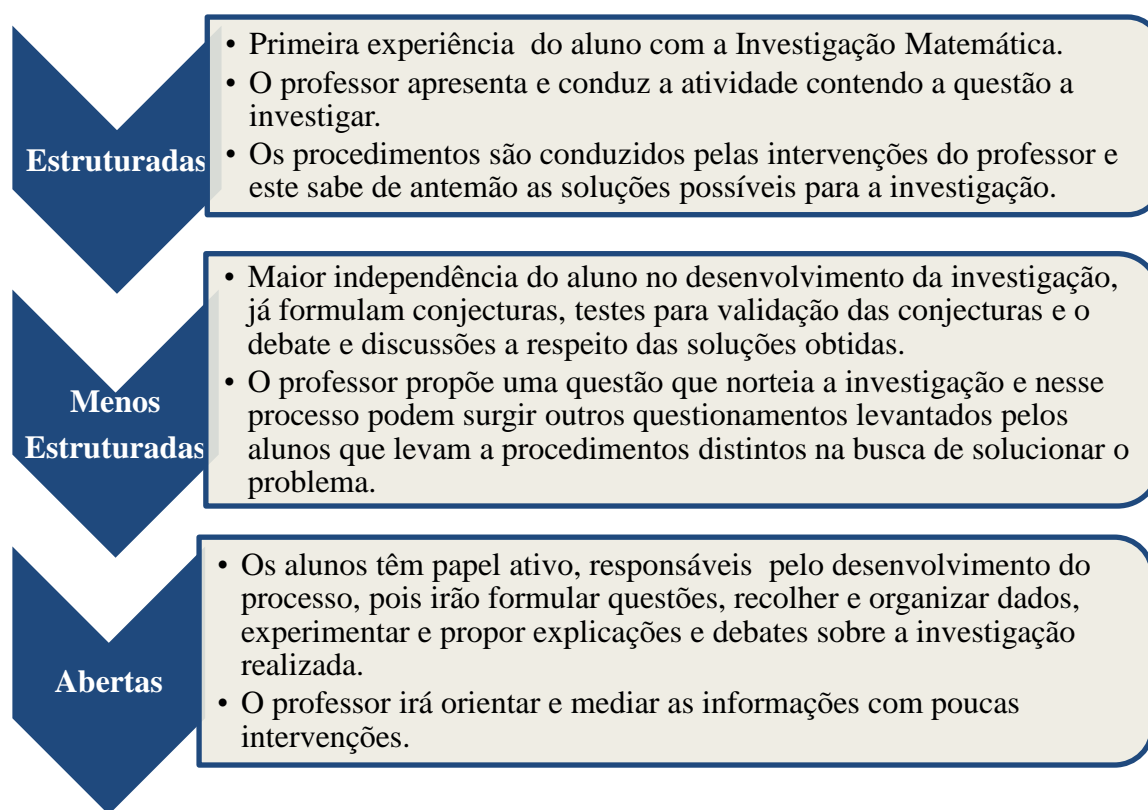 Estruturadas
• Primeira experiência do aluno com a Investigação Matemática.
• O professor apresenta e conduz a atividade contendo a questão a
investigar.
• Os procedimentos são conduzidos pelas intervenções do professor e
este sabe de antemão as soluções possíveis para a investigação.
Menos
Estruturadas
• Maior independência do aluno no desenvolvimento da investigação,
já formulam conjecturas, testes para validação das conjecturas e o
debate e discussões a respeito das soluções obtidas.
• O professor propõe uma questão que norteia a investigação e nesse
processo podem surgir outros questionamentos levantados pelos
alunos que levam a procedimentos distintos na busca de solucionar o
problema.
Abertas
• Os alunos têm papel ativo, responsáveis pelo desenvolvimento do
processo, pois irão formular questões, recolher e organizar dados,
experimentar e propor explicações e debates sobre a investigação
realizada.
• O professor irá orientar e mediar as informações com poucas
intervenções.